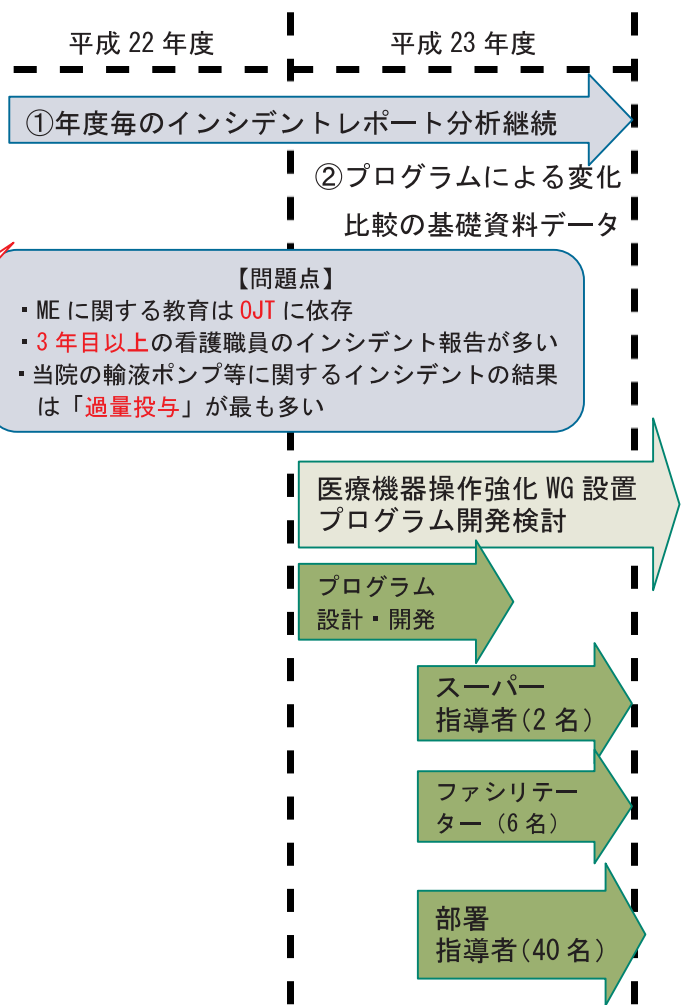 平成 22 年度
平成 23 年度
①年度毎のインシデントレポート分析継続
②プログラムによる変化
比較の基礎資料データ
【問題点】
・ME に関する教育は OJT に依存
・3 年目以上の看護職員のインシデント報告が多い
・当院の輸液ポンプ等に関するインシデントの結果
は「過量投与」が最も多い
医療機器操作強化 WG 設置
プログラム開発検討
プログラム
設計・開発
スーパー
指導者(2 名)
ファシリテー
ター（6 名）
部署
指導者(40 名)